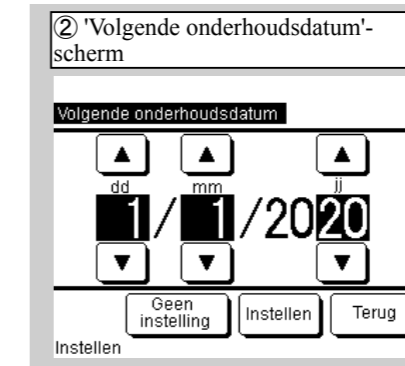 ② 'Volgende onderhoudsdatum'-
scherm
Volgende onderhoudsdatum
▲ ▲ ▲
dd mm jj
1/ 1/2020
▼ ▼ ▼
Geen
instelling Instellen Terug
Instellen